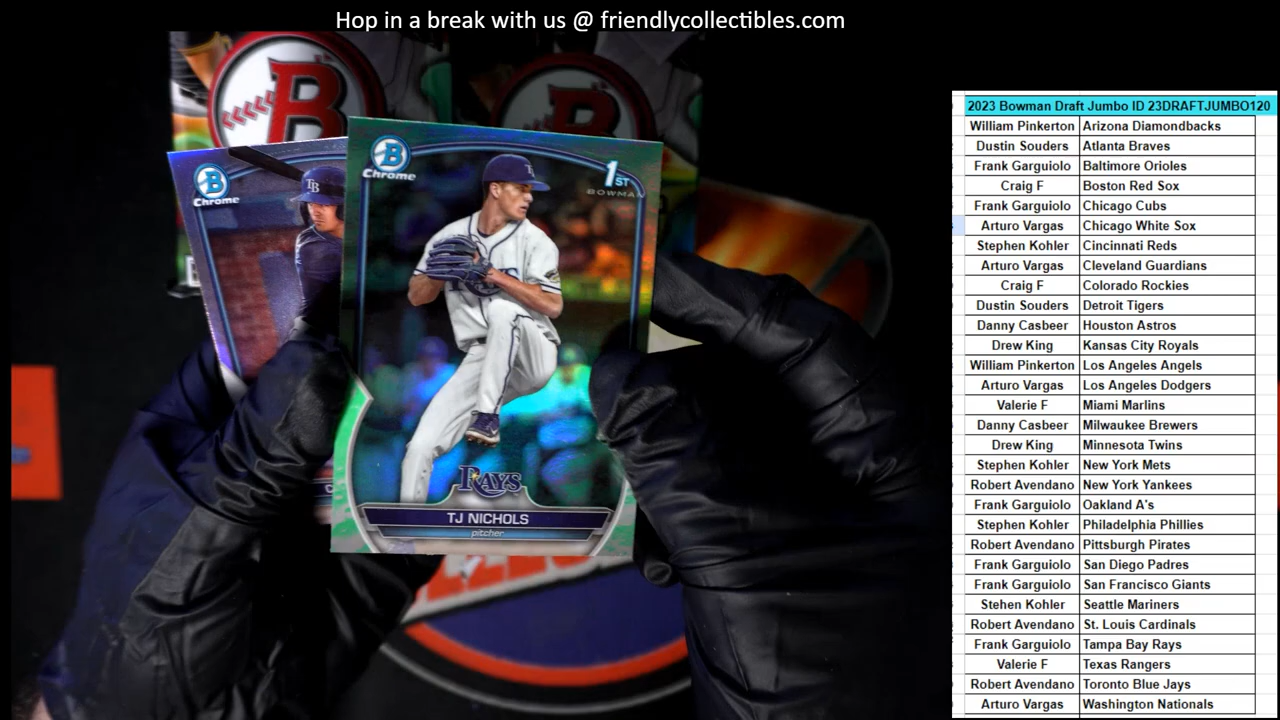 Hop in a break with us @ friendlycollectibles.com
B
B
Chrome
TB
B
Chrome
1ST
BOWMAN
RAYS
TJ NICHOLS
pitcher
2023 Bowman Draft Jumbo ID 23DRAFTJUMBO120
William Pinkerton Arizona Diamondbacks
Dustin Souders Atlanta Braves
Frank Garguiolo Baltimore Orioles
Craig F Boston Red Sox
Frank Garguiolo Chicago Cubs
Arturo Vargas Chicago White Sox
Stephen Kohler Cincinnati Reds
Arturo Vargas Cleveland Guardians
Craig F Colorado Rockies
Dustin Souders Detroit Tigers
Danny Casbeer Houston Astros
Drew King Kansas City Royals
William Pinkerton Los Angeles Angels
Arturo Vargas Los Angeles Dodgers
Valerie F Miami Marlins
Danny Casbeer Milwaukee Brewers
Drew King Minnesota Twins
Stephen Kohler New York Mets
Robert Avendano New York Yankees
Frank Garguiolo Oakland A's
Stephen Kohler Philadelphia Phillies
Robert Avendano Pittsburgh Pirates
Frank Garguiolo San Diego Padres
Frank Garguiolo San Francisco Giants
Stehen Kohler Seattle Mariners
Robert Avendano St. Louis Cardinals
Frank Garguiolo Tampa Bay Rays
Valerie F Texas Rangers
Robert Avendano Toronto Blue Jays
Arturo Vargas Washington Nationals